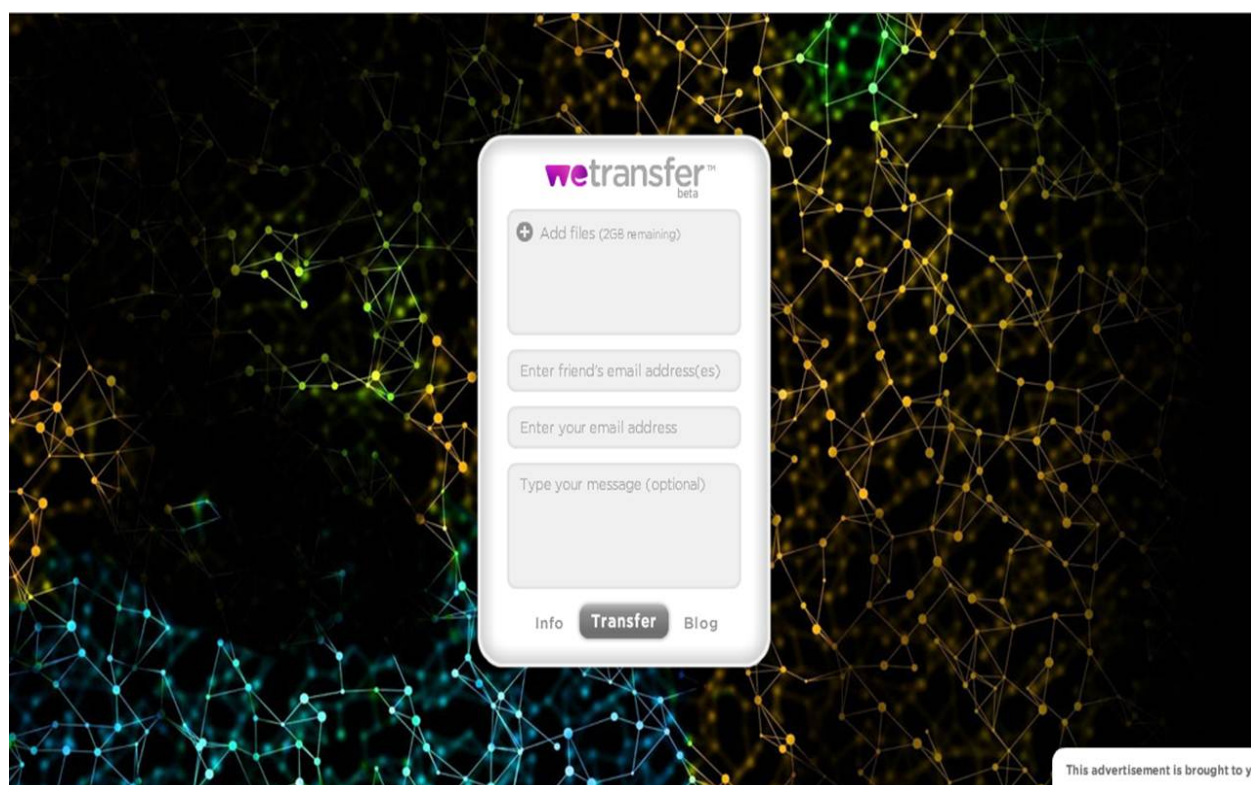 wetransfer™
beta
Add files (2GB remaining)
Enter friend's email address(es)
Enter your email address
Type your message (optional)
Info Transfer Blog
This advertisement is brought to y